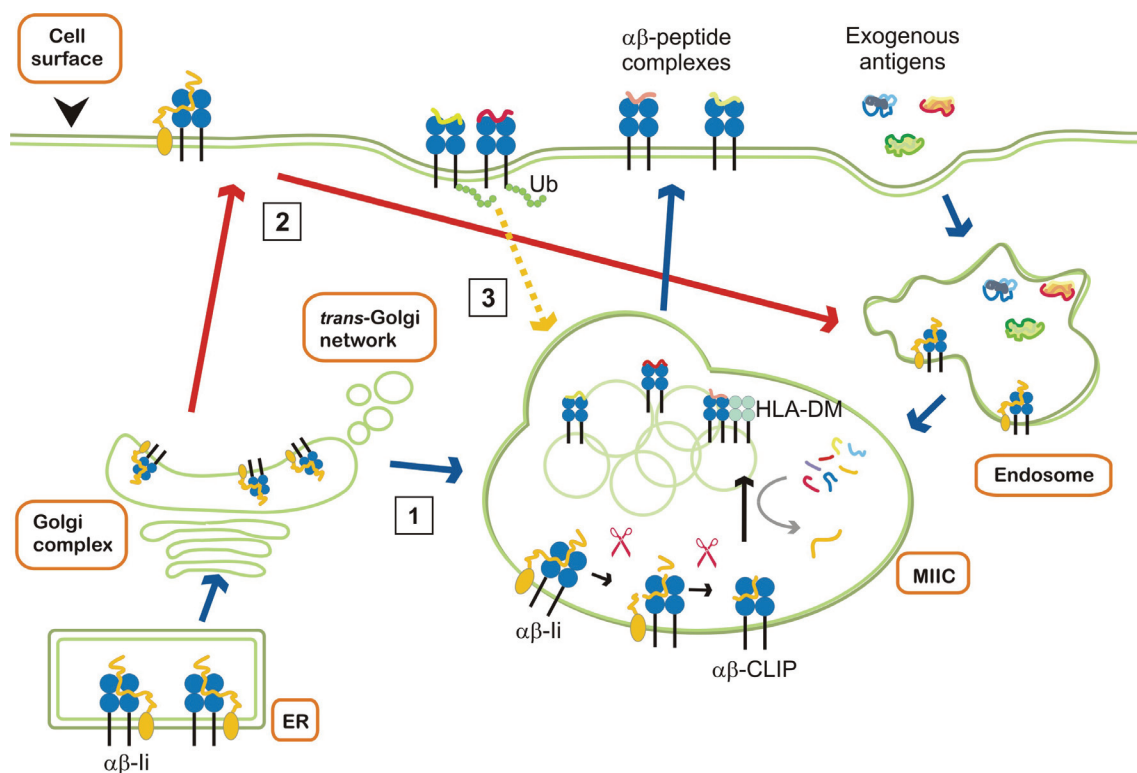 Cell
surface
αβ-peptide
complexes
Exogenous
antigens
Ub
2
3
trans-Golgi
network
HLA-DM
Endosome
1
Golgi
complex
MIIC
αβ-Ii
αβ-CLIP
ER
αβ-Ii